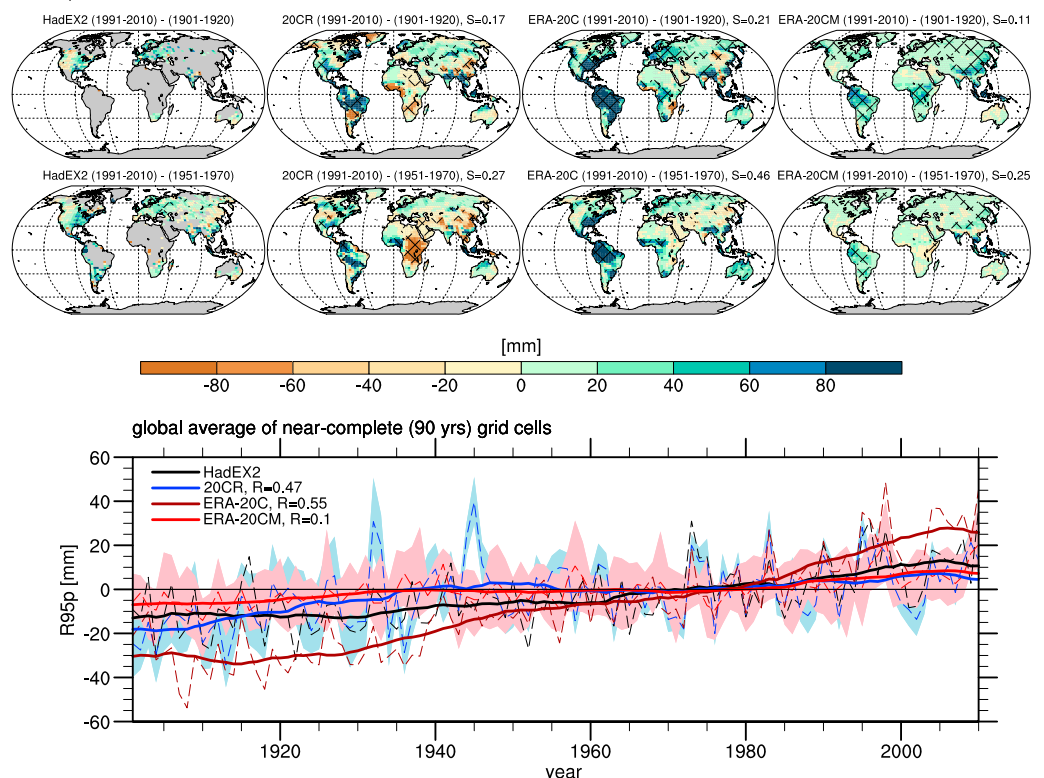 HadEX2 (1991-2010) - (1901-1920)
20CR (1991-2010) - (1901-1920), S=0.17
ERA-20C (1991-2010) - (1901-1920), S=0.21
ERA-20CM (1991-2010) - (1901-1920), S=0.11
HadEX2 (1991-2010) - (1951-1970)
20CR (1991-2010) - (1951-1970), S=0.27
ERA-20C (1991-2010) - (1951-1970), S=0.46
ERA-20CM (1991-2010) - (1951-1970), S=0.25
[mm]
-80 -60 -40 -20 0 20 40 60 80
global average of near-complete (90 yrs) grid cells
60
40
20
0
-20
-40
-60
R95p [mm]
HadEX2
20CR, R=0.47
ERA-20C, R=0.55
ERA-20CM, R=0.1
1920 1940 1960 1980 2000
year